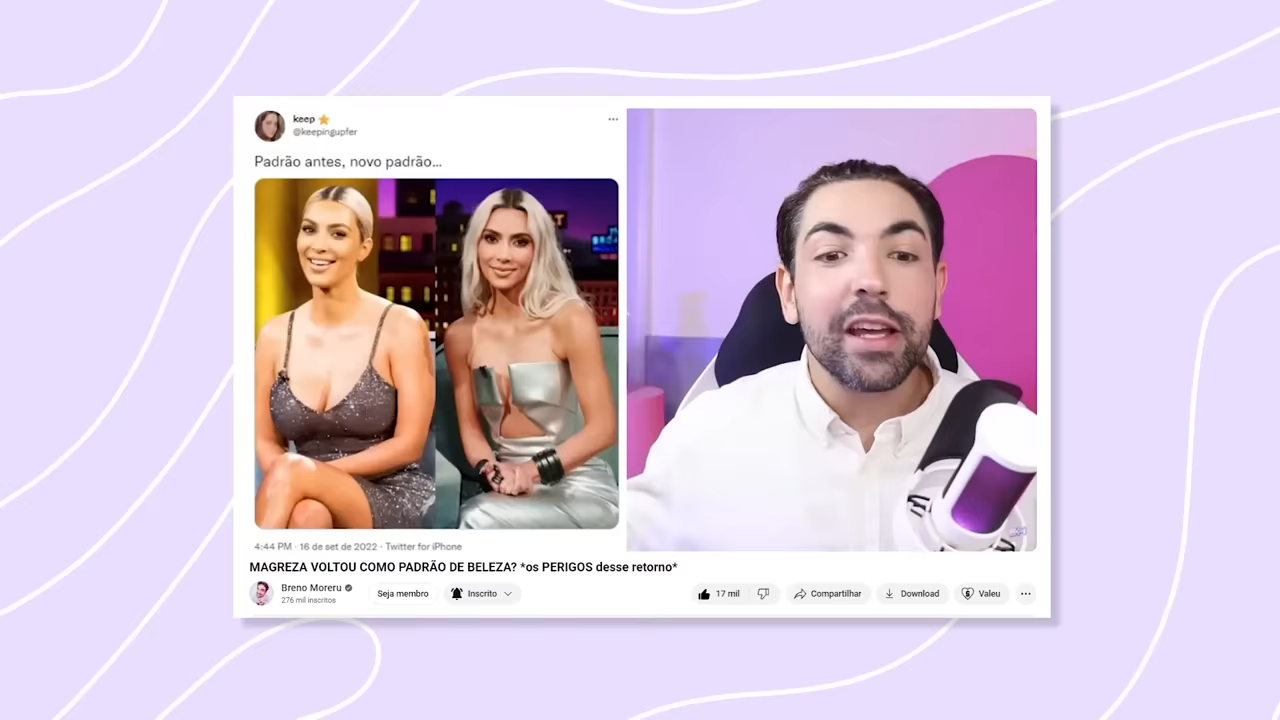 keep ⭐
@keepingupfer
Padrão antes, novo padrão...
4:44 PM · 16 de set de 2022 · Twitter for iPhone
MAGREZA VOLTOU COMO PADRÃO DE BELEZA? *os PERIGOS desse retorno*
Breno Moreru
276 mil inscritos
Seja membro
Inscrito
17 mil
Compartilhar
Download
Valeu